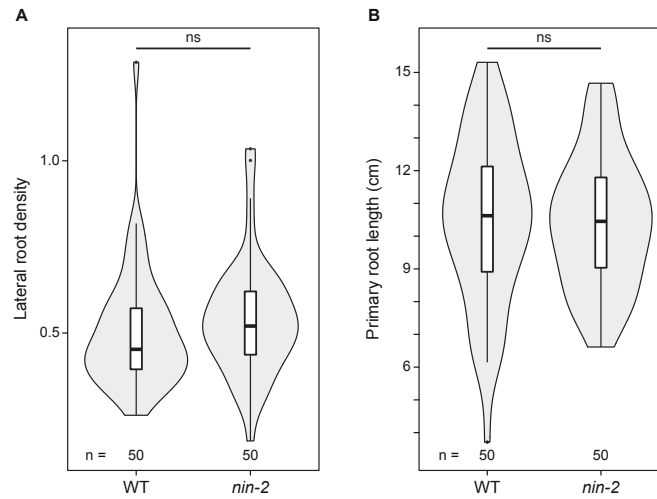 A
ns
Lateral root density
1.0
0.5
n = 50 50
WT nin-2
B
ns
Primary root length (cm)
15
12
9
6
n = 50 50
WT nin-2